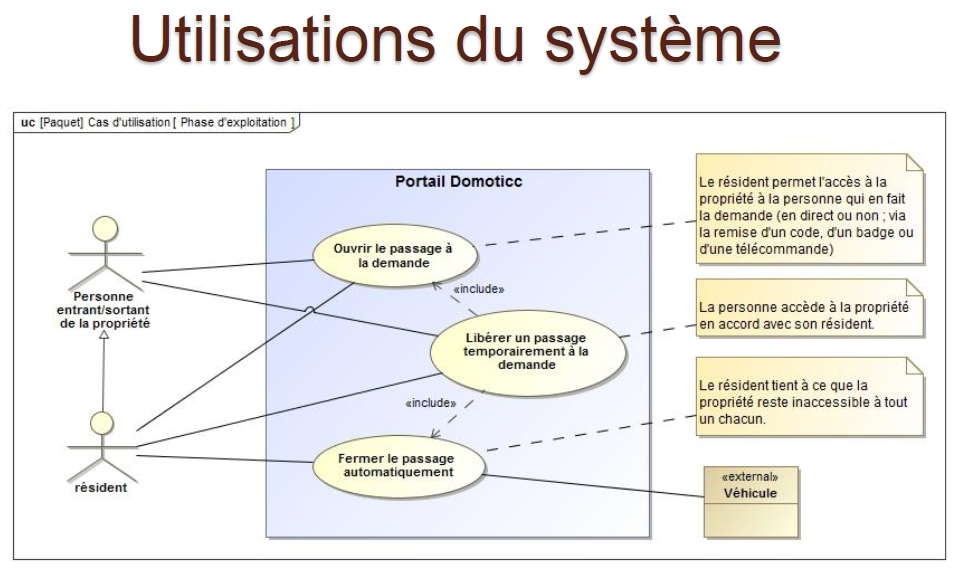 Utilisations du système
uc [Paquet] Cas d'utilisation [ Phase d'exploitation ]
Portail Domoticc
Le résident permet l'accès à la
propriété à la personne qui en fait
la demande (en direct ou non ; via
la remise d'un code, d'un badge ou
d'une télécommande)
Ouvrir le passage à
la demande
Personne
entrant/sortant
de la propriété
«include»
La personne accède à la propriété
en accord avec son résident.
Libérer un passage
temporairement à la
demande
Le résident tient à ce que la
propriété reste inaccessible à tout
un chacun.
«include»
Fermer le passage
automatiquement
résident
«external»
Véhicule